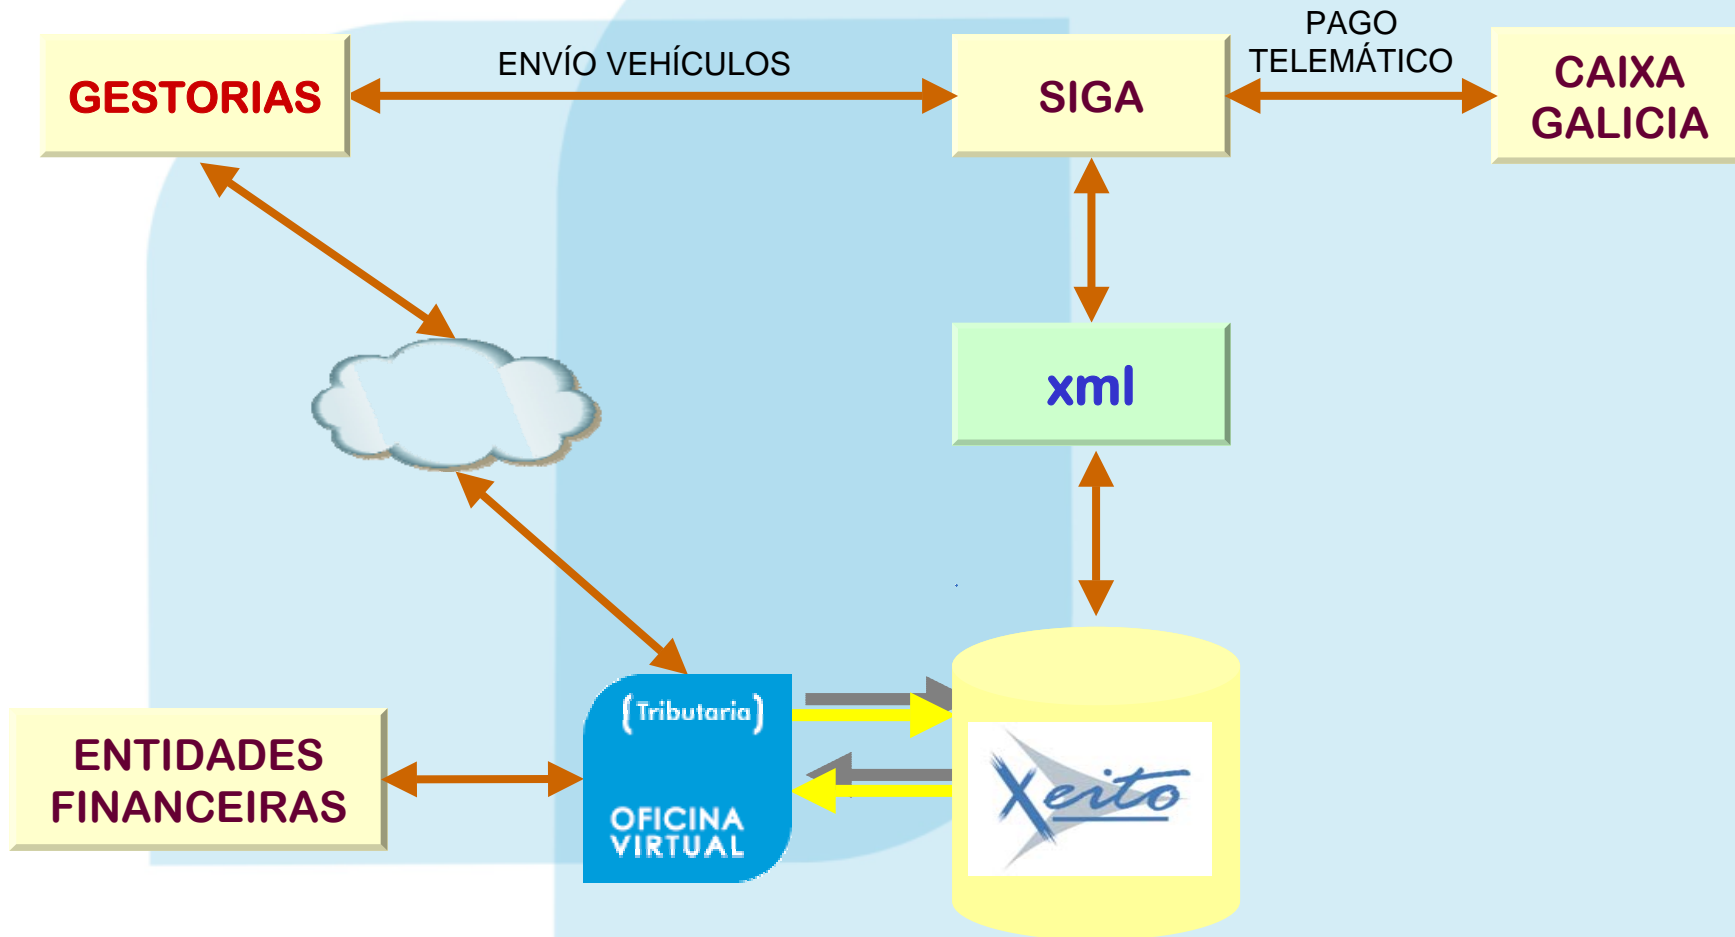 GESTORIAS
ENVÍO VEHÍCULOS
SIGA
PAGO
TELEMÁTICO
CAIXA
GALICIA
xml
(Tributaria)
OFICINA
VIRTUAL
Xeito
ENTIDADES
FINANCEIRAS